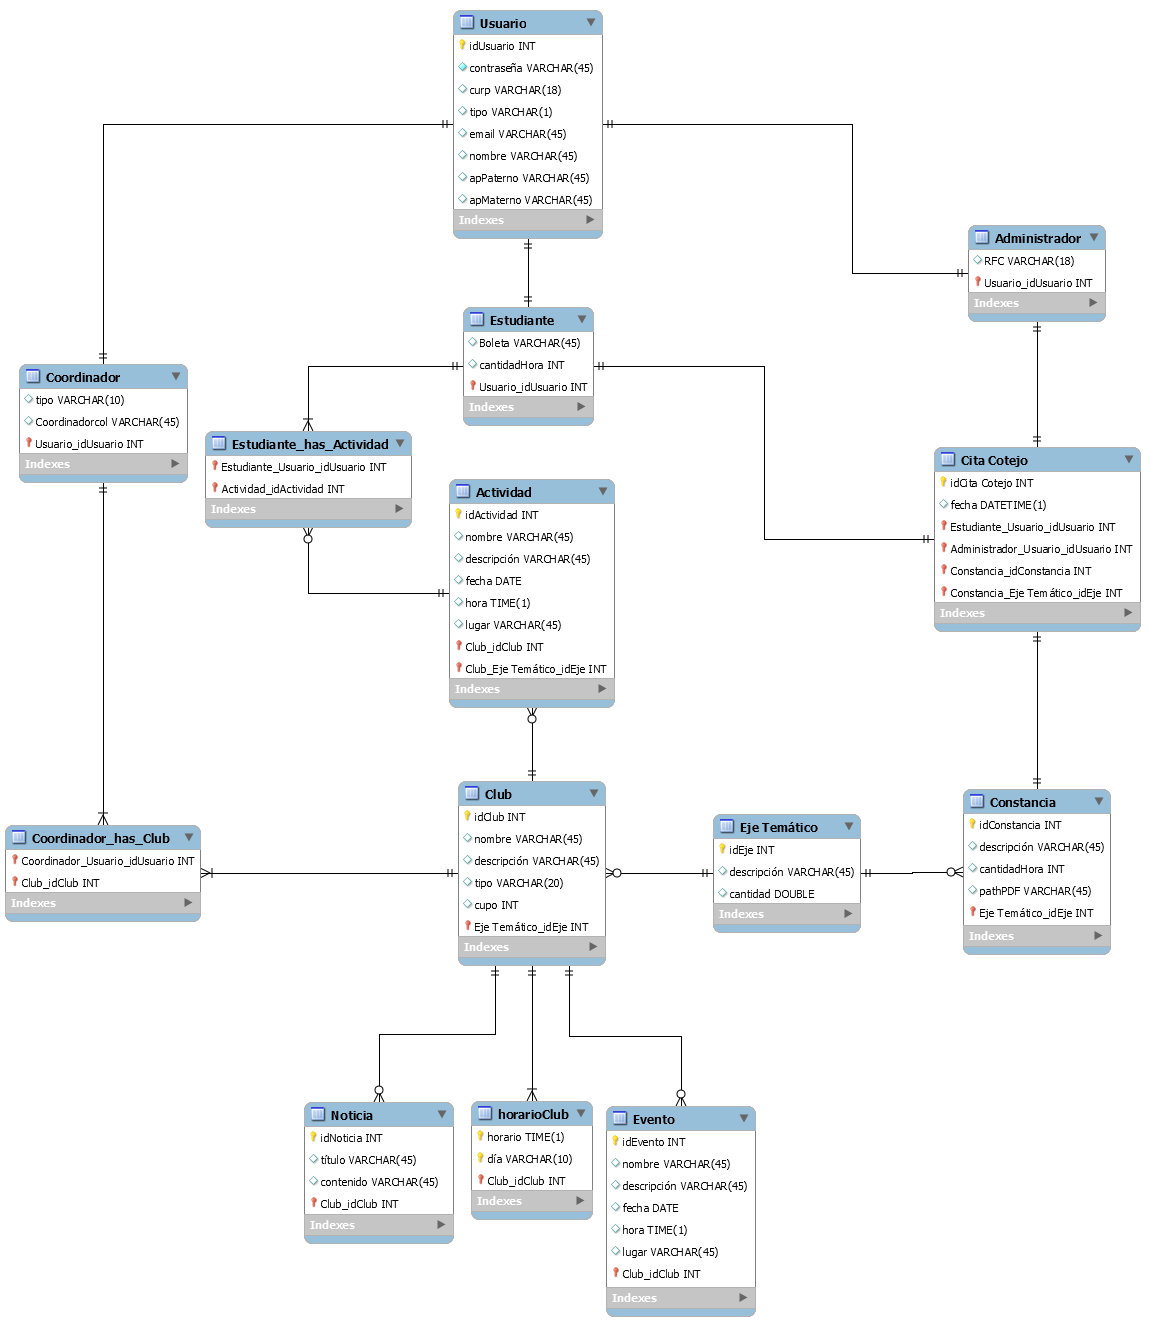 Usuario
idUsuario INT
contraseña VARCHAR(45)
curp VARCHAR(18)
tipo VARCHAR(1)
email VARCHAR(45)
nombre VARCHAR(45)
apPaterno VARCHAR(45)
apMaterno VARCHAR(45)
Indexes
Administrador
RFC VARCHAR(18)
Usuario_idUsuario INT
Indexes
Estudiante
Boleta VARCHAR(45)
cantidadHora INT
Usuario_idUsuario INT
Indexes
Coordinador
tipo VARCHAR(10)
Coordinadorcol VARCHAR(45)
Usuario_idUsuario INT
Indexes
Estudiante_has_Actividad
Estudiante_Usuario_idUsuario INT
Actividad_idActividad INT
Indexes
Cita Cotejo
idCita Cotejo INT
fecha DATETIME(1)
Estudiante_Usuario_idUsuario INT
Administrador_Usuario_idUsuario INT
Constancia_idConstancia INT
Constancia_Eje Temático_idEje INT
Indexes
Actividad
idActividad INT
nombre VARCHAR(45)
descripción VARCHAR(45)
fecha DATE
hora TIME(1)
lugar VARCHAR(45)
Club_idClub INT
Club_Eje Temático_idEje INT
Indexes
Club
idClub INT
nombre VARCHAR(45)
descripción VARCHAR(45)
tipo VARCHAR(20)
cupo INT
Eje Temático_idEje INT
Indexes
Constancia
idConstancia INT
descripción VARCHAR(45)
cantidadHora INT
pathPDF VARCHAR(45)
Eje Temático_idEje INT
Indexes
Eje Temático
idEje INT
descripción VARCHAR(45)
cantidad DOUBLE
Indexes
Coordinador_has_Club
Coordinador_Usuario_idUsuario INT
Club_idClub INT
Indexes
Noticia
idNoticia INT
título VARCHAR(45)
contenido VARCHAR(45)
Club_idClub INT
Indexes
horarioClub
horario TIME(1)
día VARCHAR(10)
Club_idClub INT
Indexes
Evento
idEvento INT
nombre VARCHAR(45)
descripción VARCHAR(45)
fecha DATE
hora TIME(1)
lugar VARCHAR(45)
Club_idClub INT
Indexes